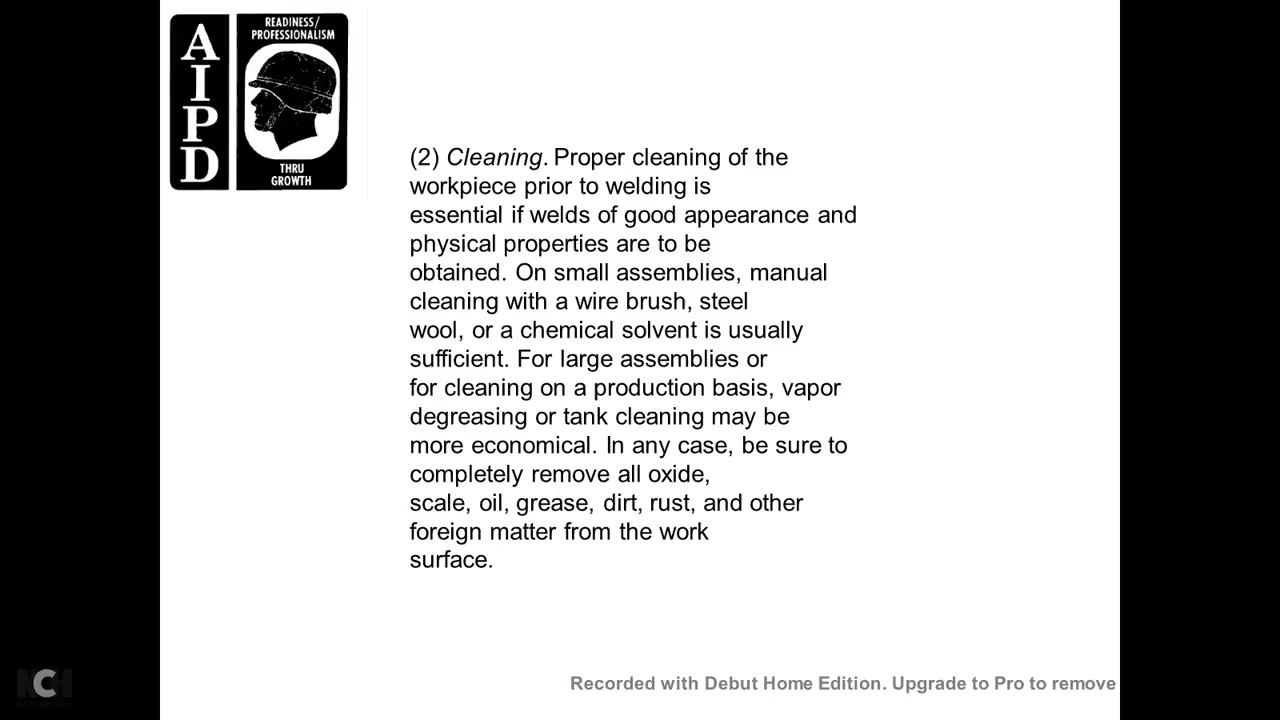 AIPD
READINESS/
PROFESSIONALISM
THRU
GROWTH
(2) Cleaning. Proper cleaning of the
workpiece prior to welding is
essential if welds of good appearance and
physical properties are to be
obtained. On small assemblies, manual
cleaning with a wire brush, steel
wool, or a chemical solvent is usually
sufficient. For large assemblies or
for cleaning on a production basis, vapor
degreasing or tank cleaning may be
more economical. In any case, be sure to
completely remove all oxide,
scale, oil, grease, dirt, rust, and other
foreign matter from the work
surface.
NCH
Recorded with Debut Home Edition. Upgrade to Pro to remove